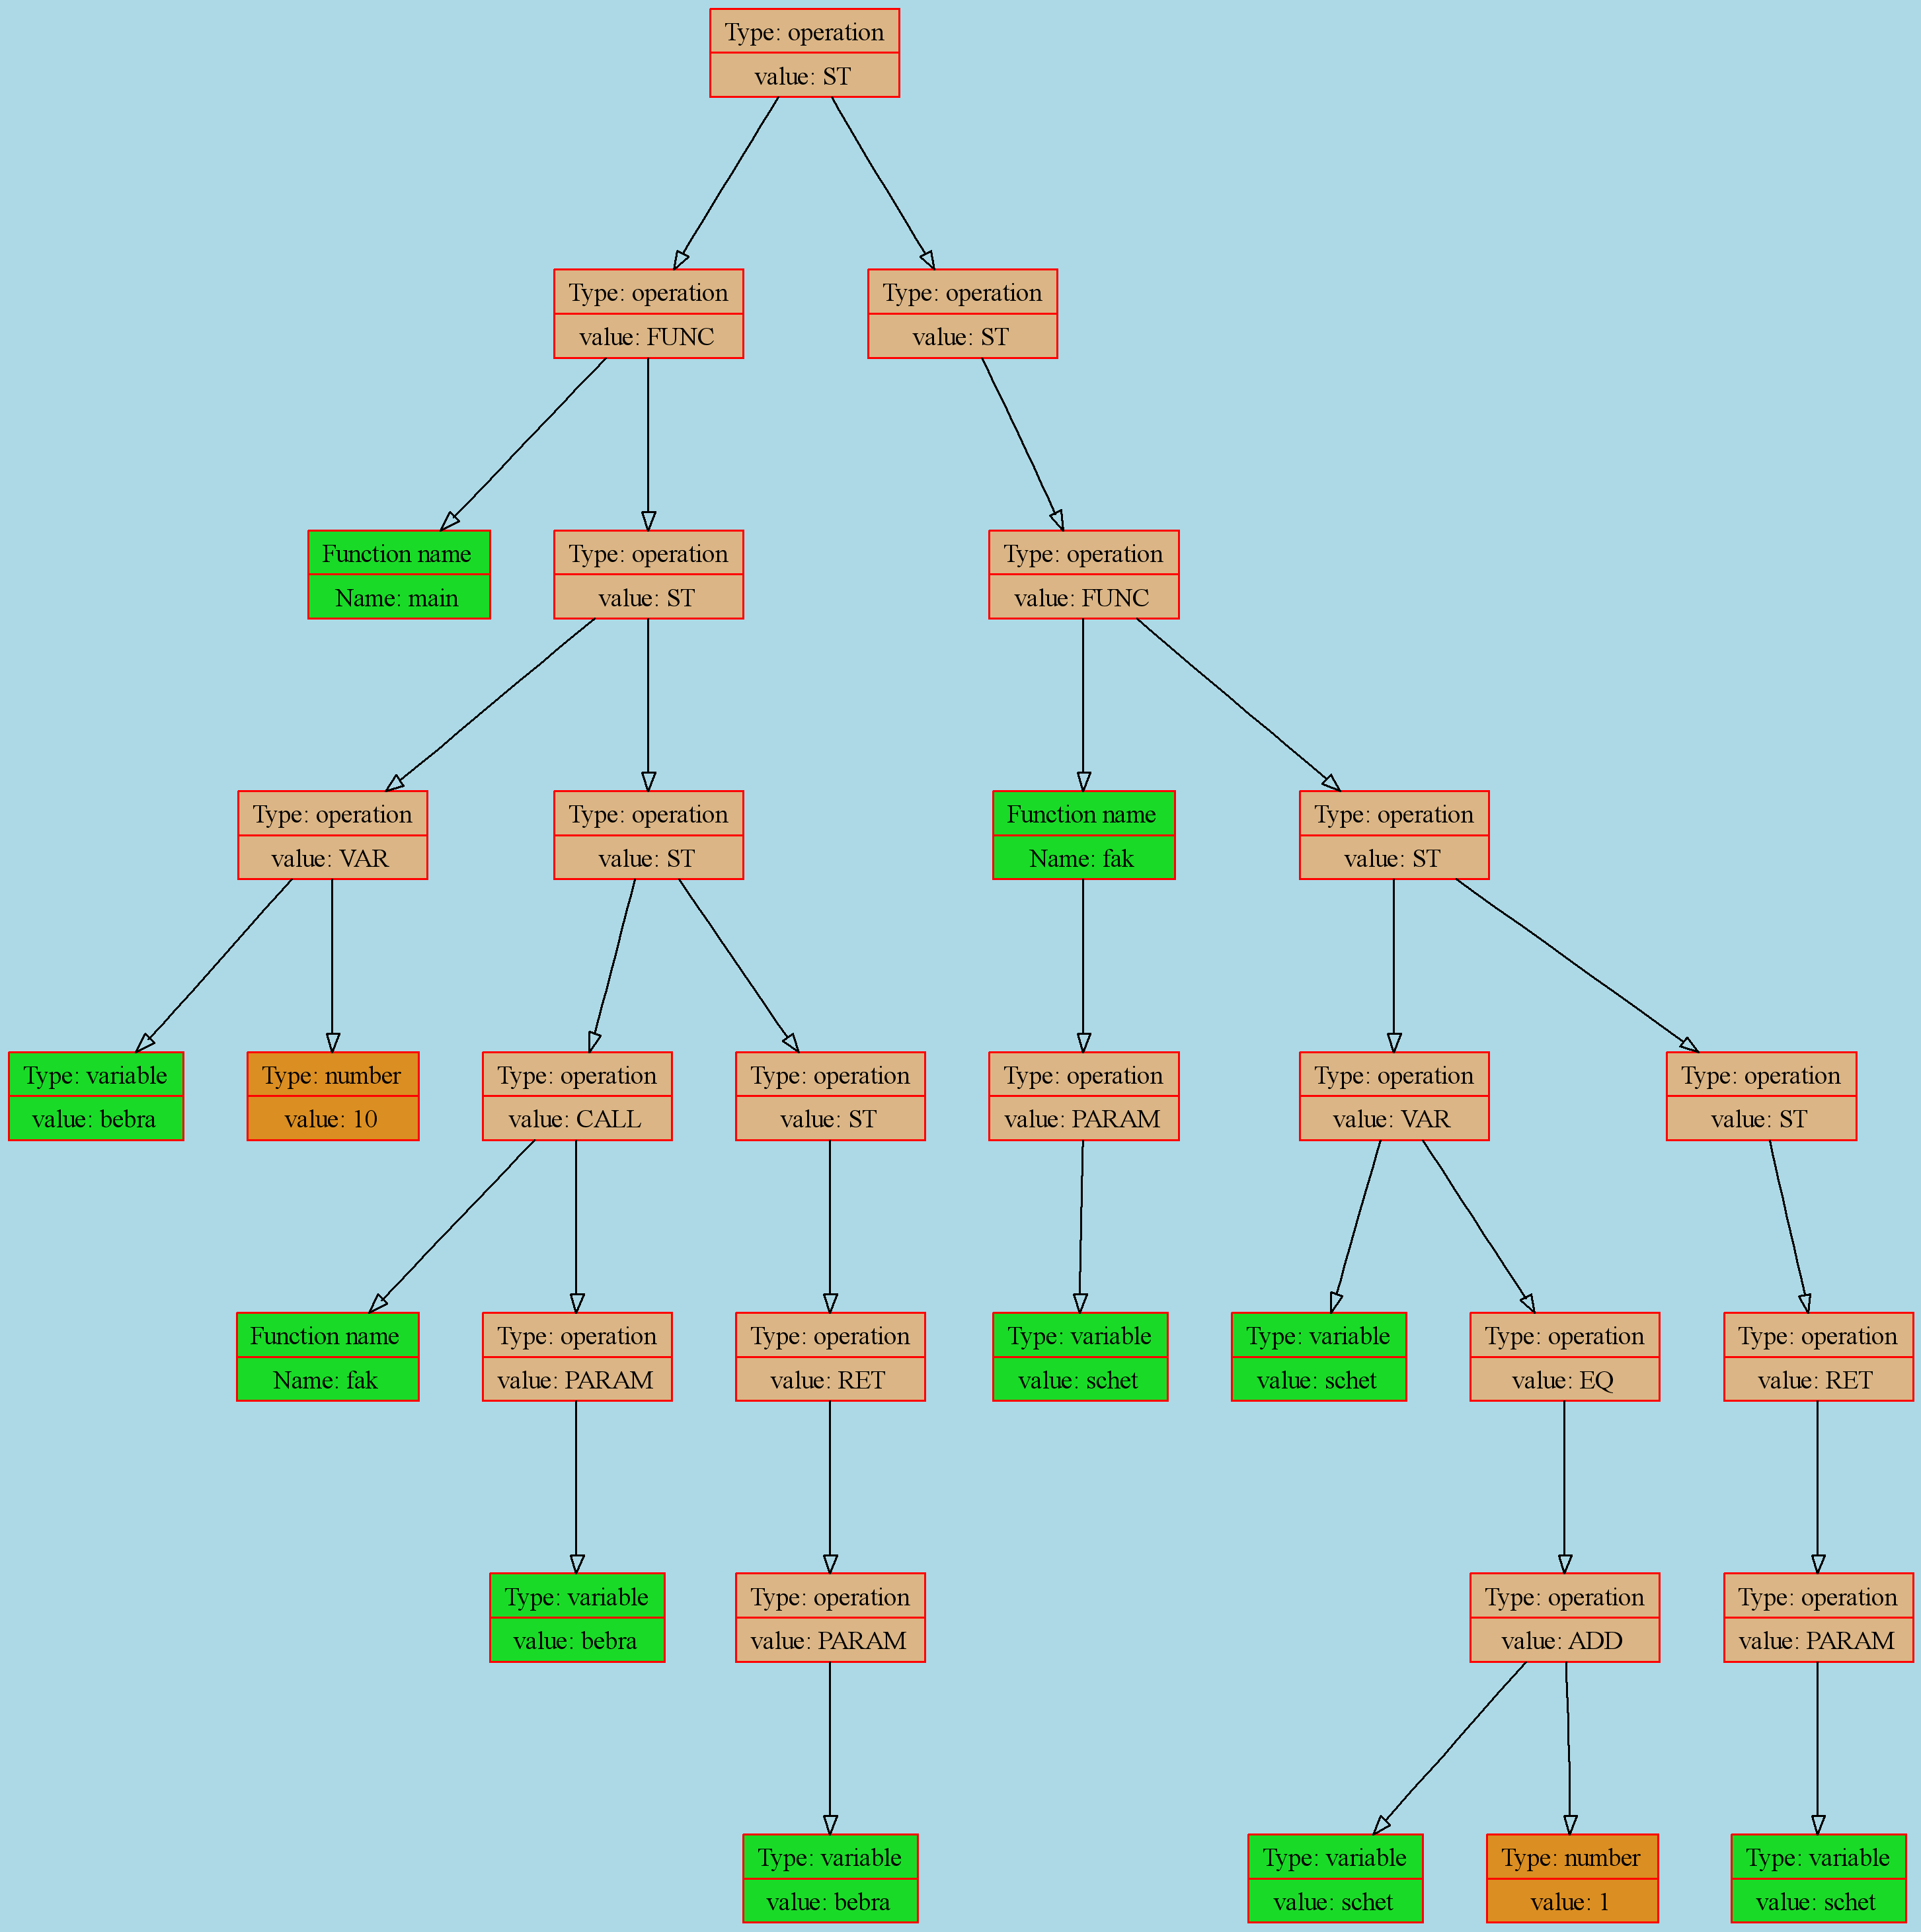 Type: operation
value: ST
Type: operation
value: FUNC
Type: operation
value: ST
Function name
Name: main
Type: operation
value: ST
Type: operation
value: FUNC
Type: operation
value: VAR
Type: operation
value: ST
Function name
Name: fak
Type: operation
value: ST
Type: variable
value: bebra
Type: number
value: 10
Type: operation
value: CALL
Type: operation
value: ST
Type: operation
value: PARAM
Type: operation
value: VAR
Type: operation
value: ST
Function name
Name: fak
Type: operation
value: PARAM
Type: operation
value: RET
Type: variable
value: schet
Type: variable
value: schet
Type: operation
value: EQ
Type: operation
value: RET
Type: variable
value: bebra
Type: operation
value: PARAM
Type: operation
value: ADD
Type: operation
value: PARAM
Type: variable
value: bebra
Type: variable
value: schet
Type: number
value: 1
Type: variable
value: schet